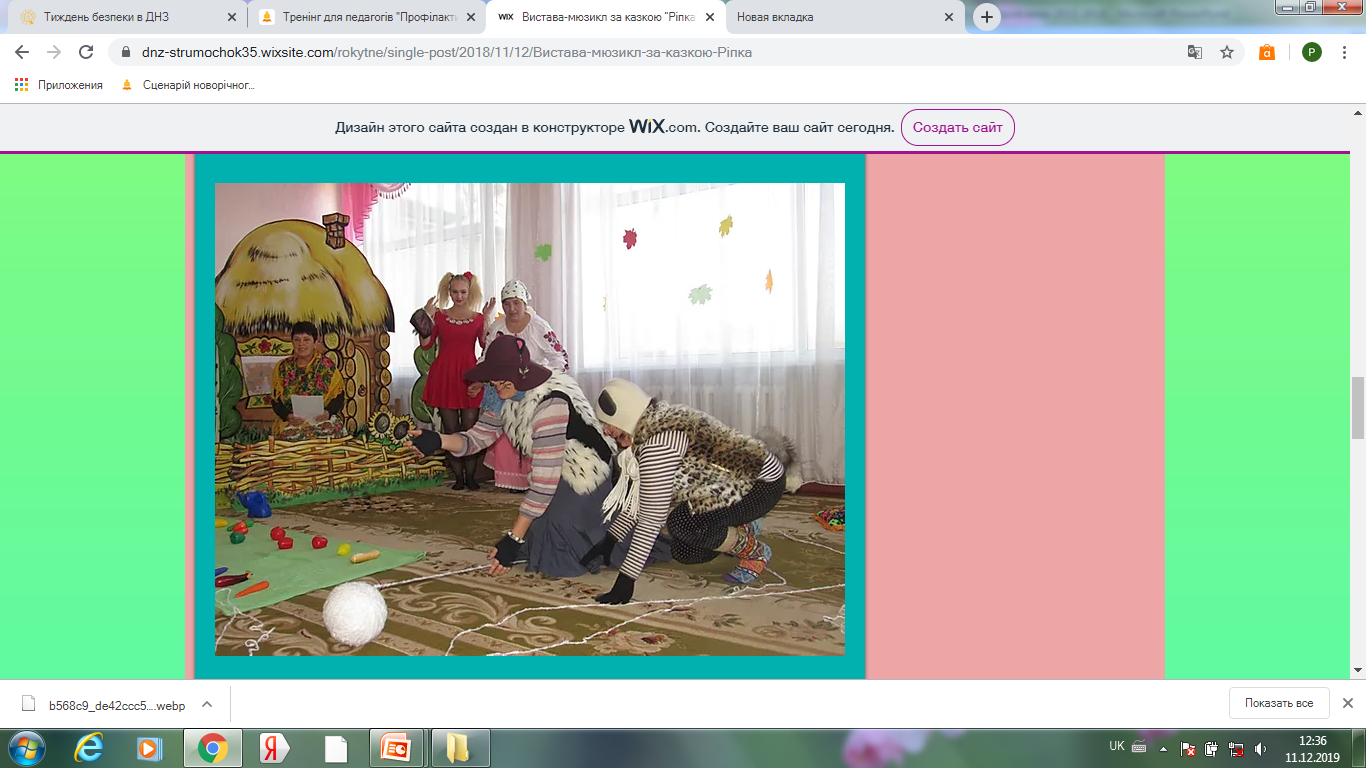 Тиждень безпеки в ДНЗ
Тренінг для педагогів "Профілакти
WiX Вистава-мюзикл за казкою "Ріпка
Новая вкладка
dnz-strumochok35.wixsite.com/rokytne/single-post/2018/11/12/Вистава-мюзикл-за-казкою-Ріпка
P
Приложения
Сценарій новорічног...
Дизайн этого сайта создан в конструкторе WiX.com. Создайте ваш сайт сегодня.
Создать сайт
b568c9_de42ccc5....webp
Показать все
UK
12:36
11.12.2019